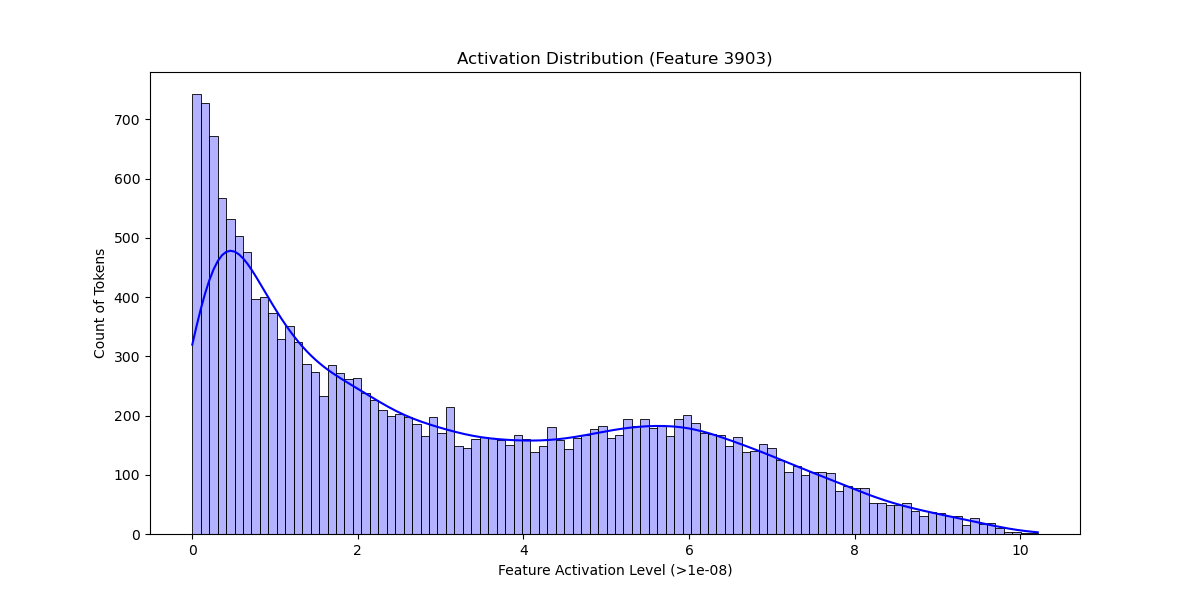 Activation Distribution (Feature 3903)
Count of Tokens
700
600
500
400
300
200
100
0
0 2 4 6 8 10
Feature Activation Level (>1e-08)